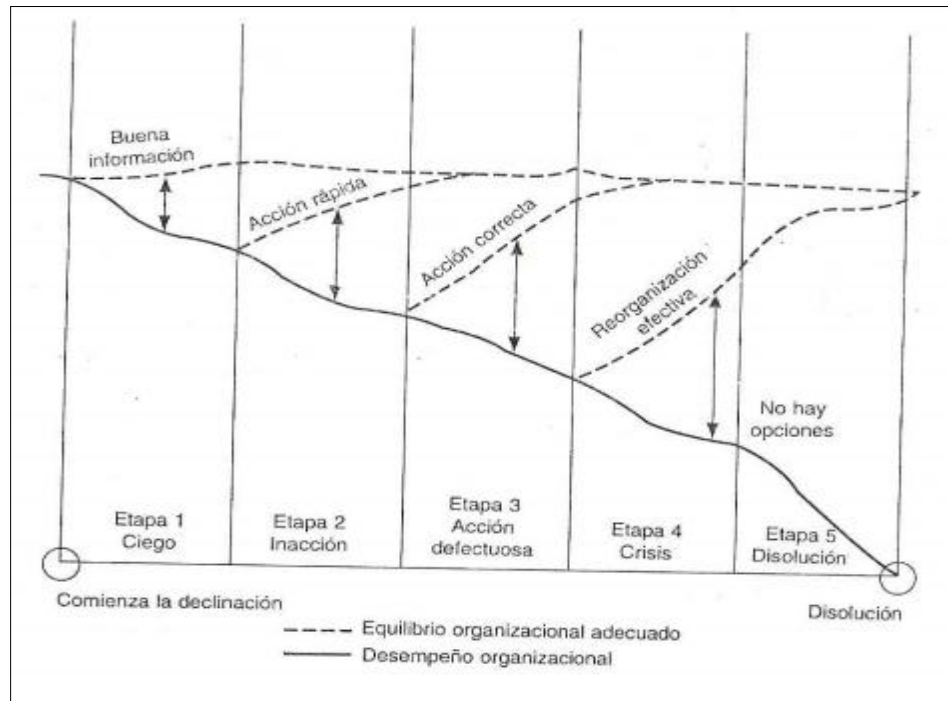 Buena
información
Acción rápida
Acción correcta
Reorganización
efectiva
No hay
opciones
Etapa 1
Ciego
Etapa 2
Inacción
Etapa 3
Acción
defectuosa
Etapa 4
Crisis
Etapa 5
Disolución
Comienza la declinación
Disolución
Equilibrio organizacional adecuado
Desempeño organizacional